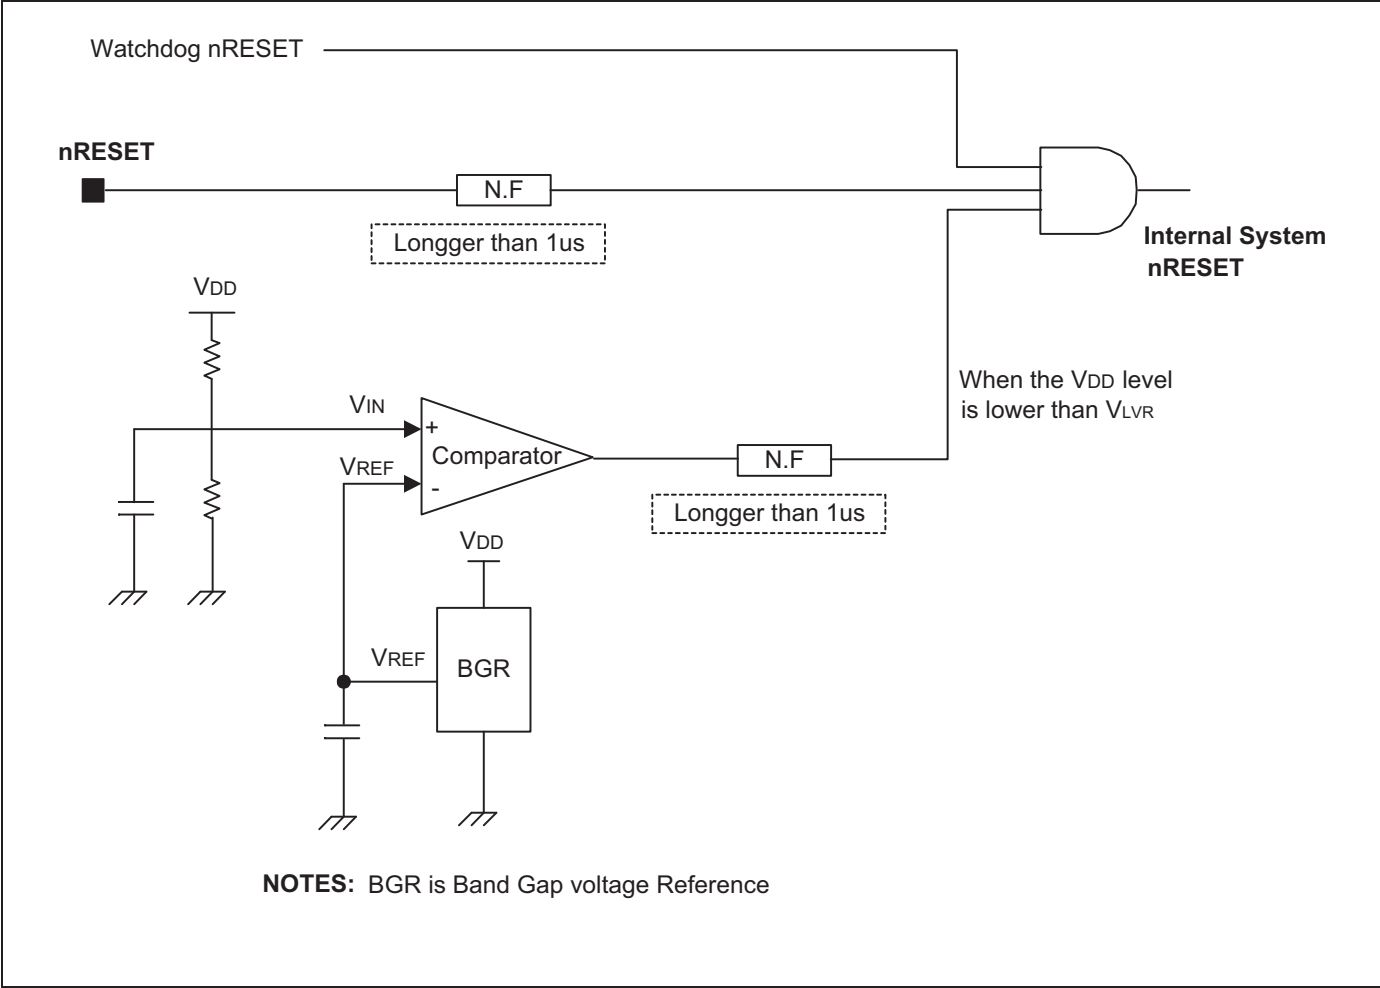 Watchdog nRESET
nRESET
N.F
Longger than 1us
Internal System
nRESET
VDD
When the VDD level
is lower than VLVR
VIN
+
Comparator
VREF
-
N.F
Longger than 1us
VDD
VREF
BGR
NOTES: BGR is Band Gap voltage Reference